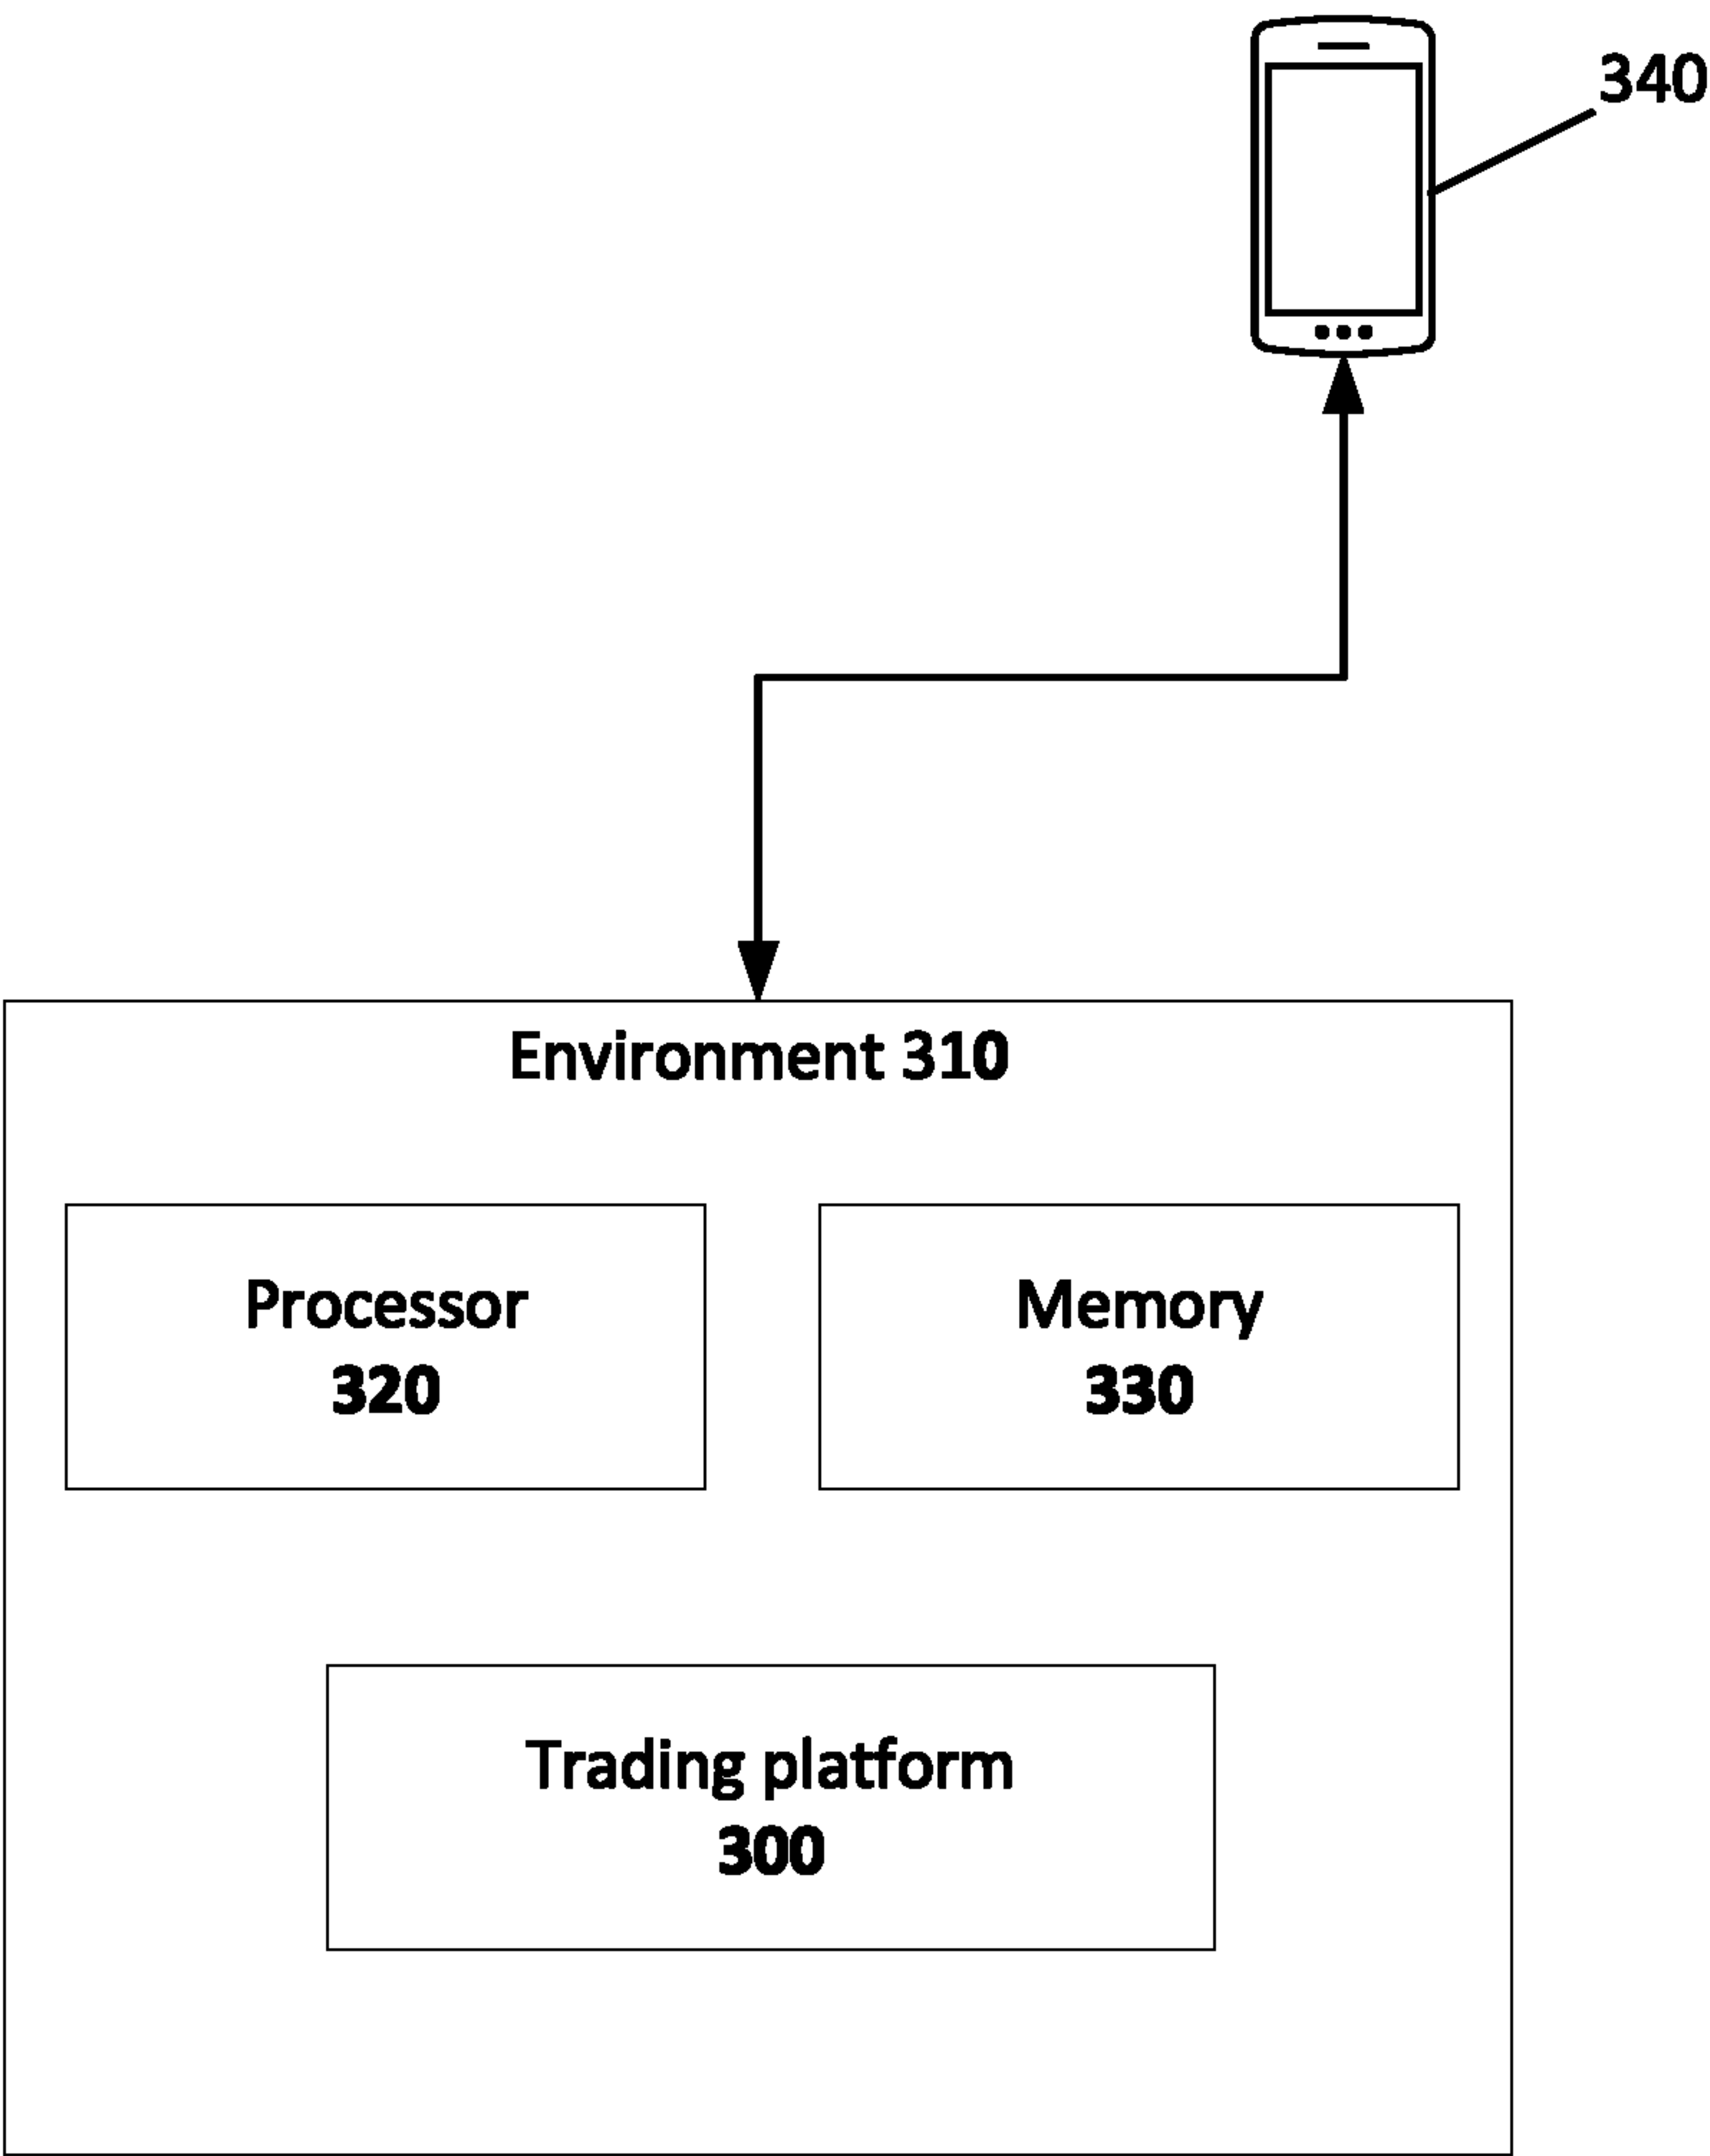 340
Environment 310
Processor
320
Memory
330
Trading platform
300